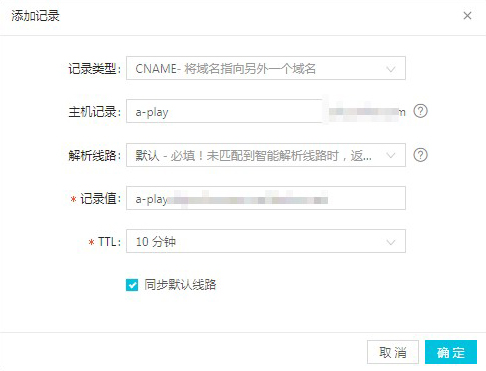 添加记录
记录类型: CNAME- 将域名指向另外一个域名
主机记录: a-play m ?
解析线路: 默认 - 必填！未匹配到智能解析线路时，返... ?
* 记录值: a-play
* TTL: 10 分钟
同步默认线路
取消 确定